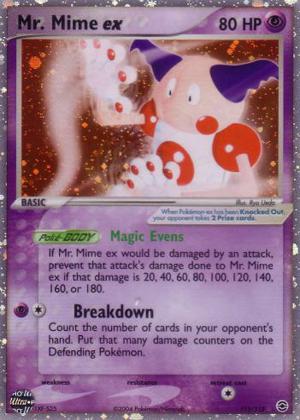 Mr. Mime ex 80 HP
BASIC
Illus. Ryo Ueda
When Pokémon-ex has been Knocked Out,
your opponent takes 2 Prize cards.
Poké-BODY Magic Evens
If Mr. Mime ex would be damaged by an attack,
prevent that attack's damage done to Mr. Mime
ex if that damage is 20, 40, 60, 80, 100, 120, 140,
160, or 180.
Breakdown
Count the number of cards in your opponent's
hand. Put that many damage counters on the
Defending Pokémon.
weakness resistance retreat cost
Ultra
©2004 Pokémon/Nintendo